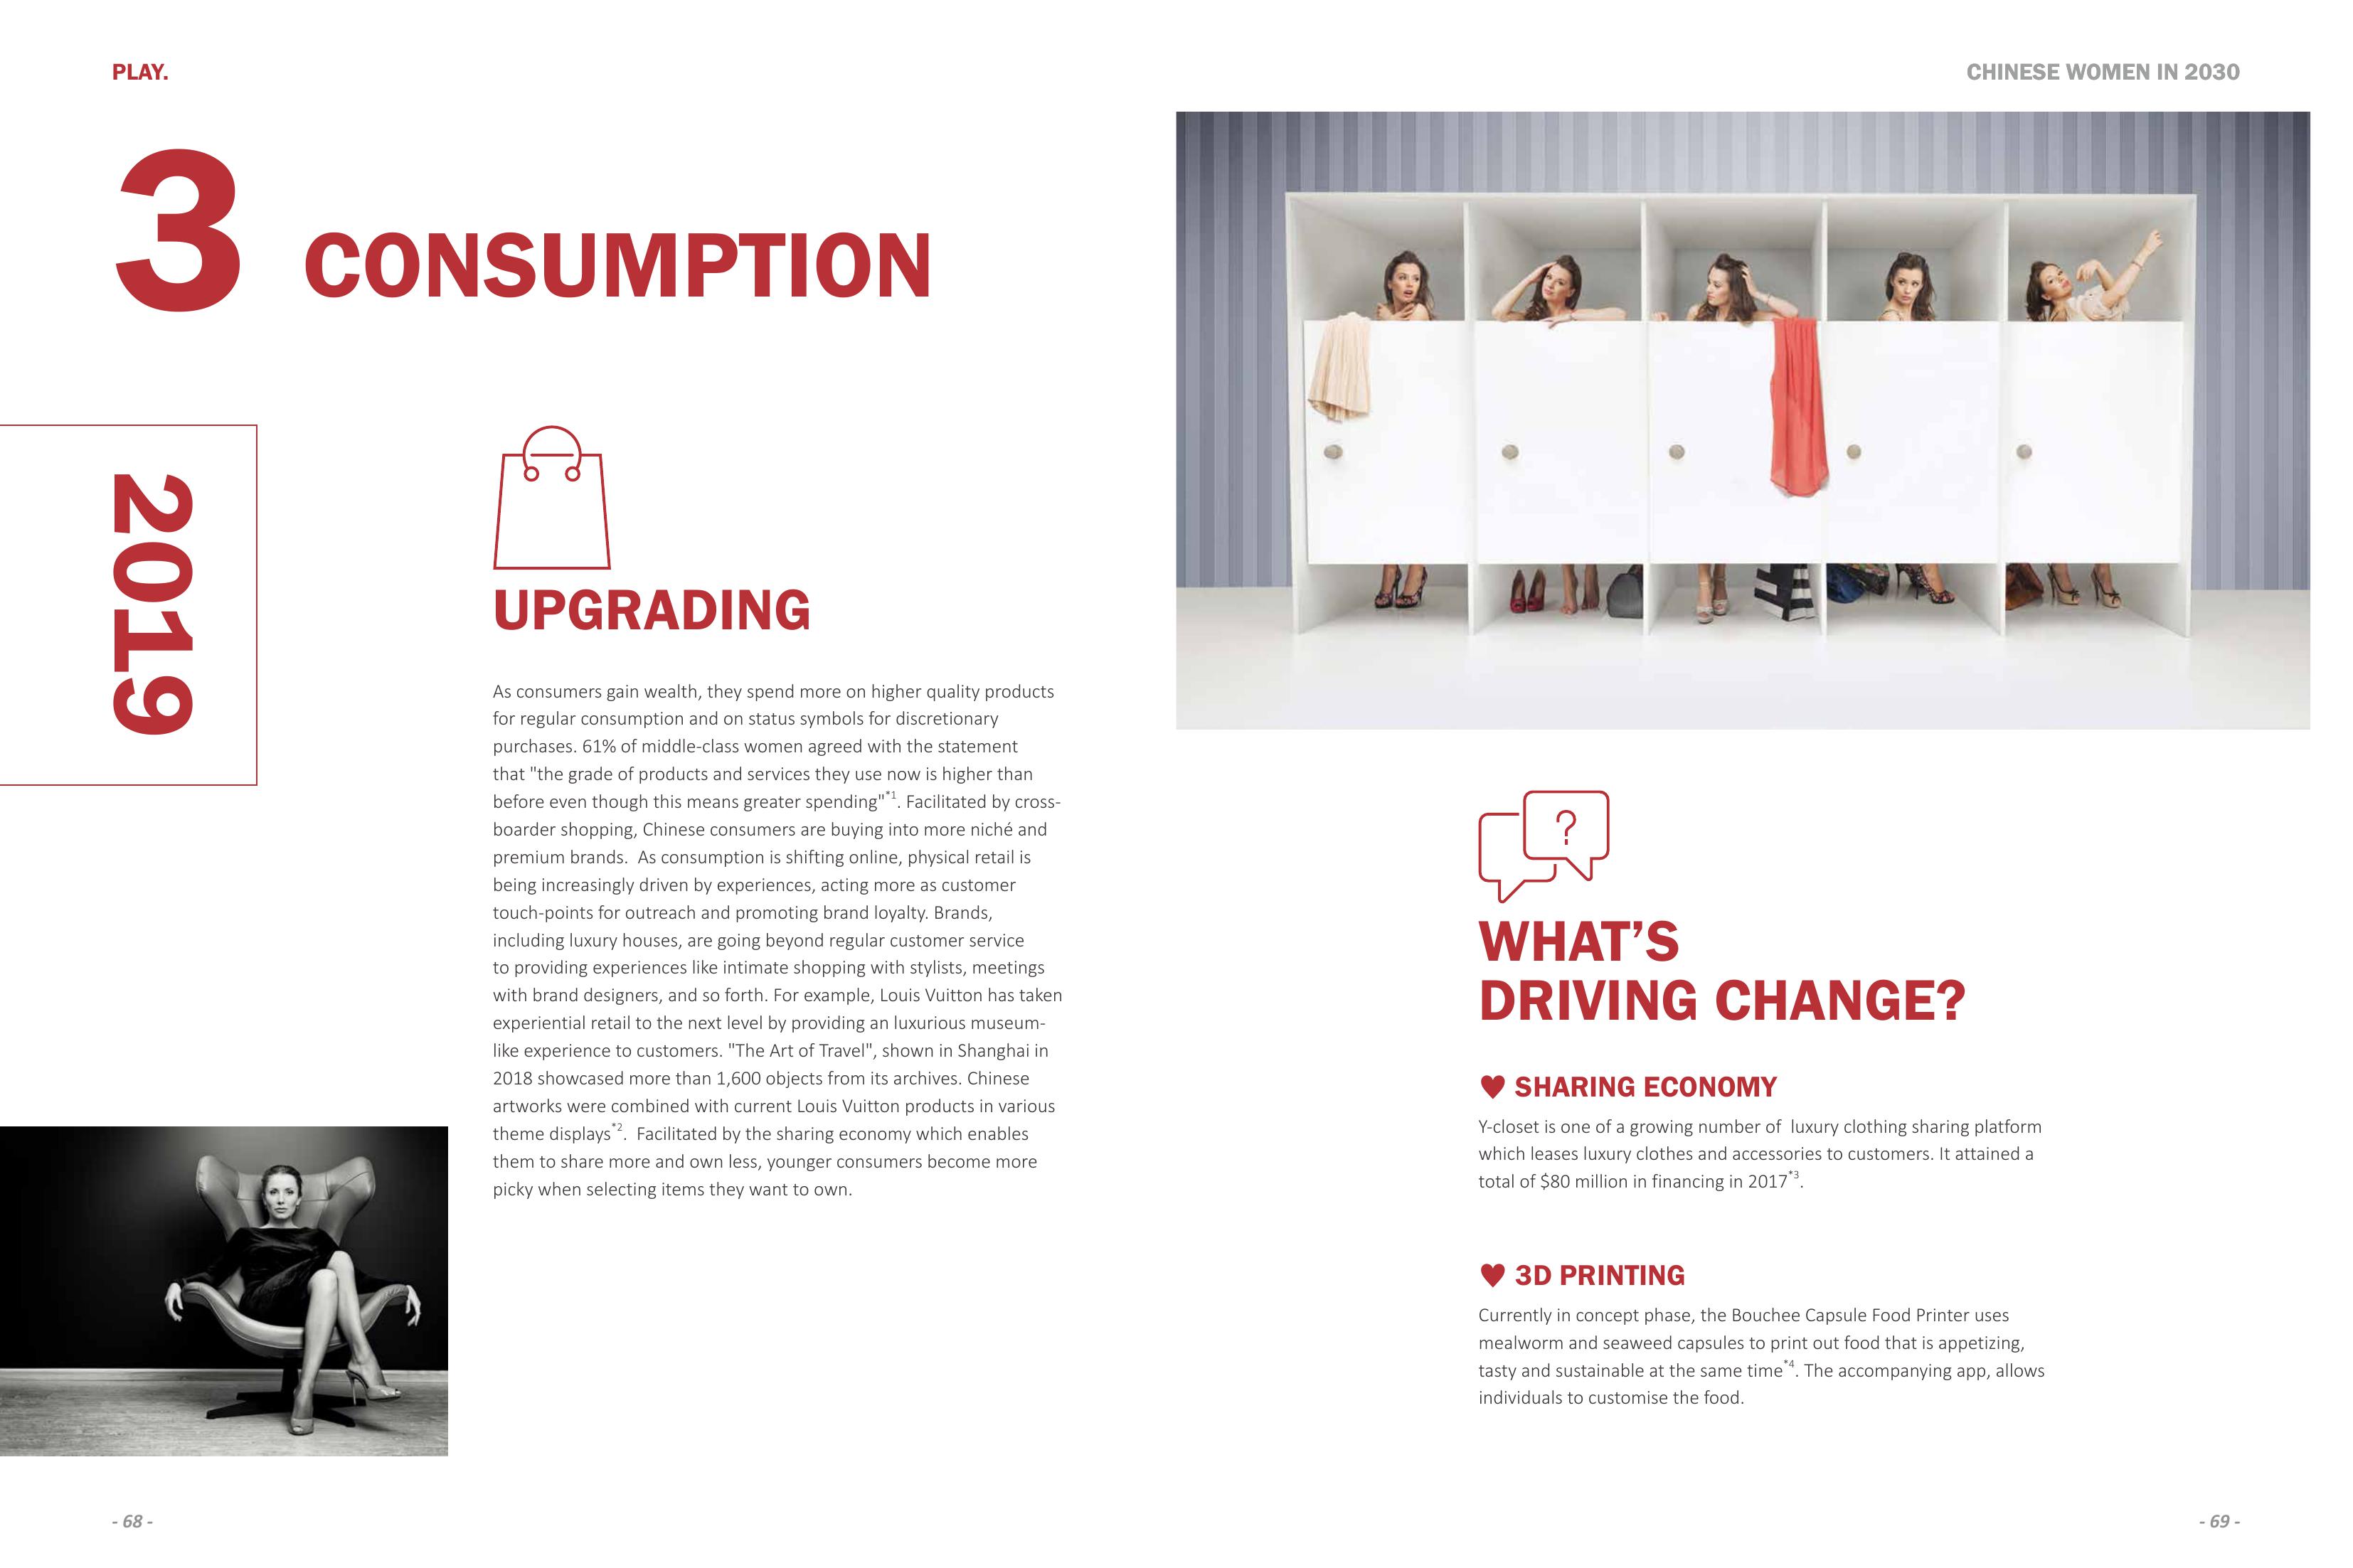 PLAY.
CHINESE WOMEN IN 2030
3 CONSUMPTION
2019
UPGRADING
As consumers gain wealth, they spend more on higher quality products
for regular consumption and on status symbols for discretionary
purchases. 61% of middle-class women agreed with the statement
that "the grade of products and services they use now is higher than
before even though this means greater spending"*1. Facilitated by cross-
boarder shopping, Chinese consumers are buying into more niché and
premium brands.  As consumption is shifting online, physical retail is
being increasingly driven by experiences, acting more as customer
touch-points for outreach and promoting brand loyalty. Brands,
including luxury houses, are going beyond regular customer service
to providing experiences like intimate shopping with stylists, meetings
with brand designers, and so forth. For example, Louis Vuitton has taken
experiential retail to the next level by providing an luxurious museum-
like experience to customers. "The Art of Travel", shown in Shanghai in
2018 showcased more than 1,600 objects from its archives. Chinese
artworks were combined with current Louis Vuitton products in various
theme displays*2.  Facilitated by the sharing economy which enables
them to share more and own less, younger consumers become more
picky when selecting items they want to own.
?
WHAT'S
DRIVING CHANGE?
♥ SHARING ECONOMY
Y-closet is one of a growing number of  luxury clothing sharing platform
which leases luxury clothes and accessories to customers. It attained a
total of $80 million in financing in 2017*3.
♥ 3D PRINTING
Currently in concept phase, the Bouchee Capsule Food Printer uses
mealworm and seaweed capsules to print out food that is appetizing,
tasty and sustainable at the same time*4. The accompanying app, allows
individuals to customise the food.
- 68 -
- 69 -